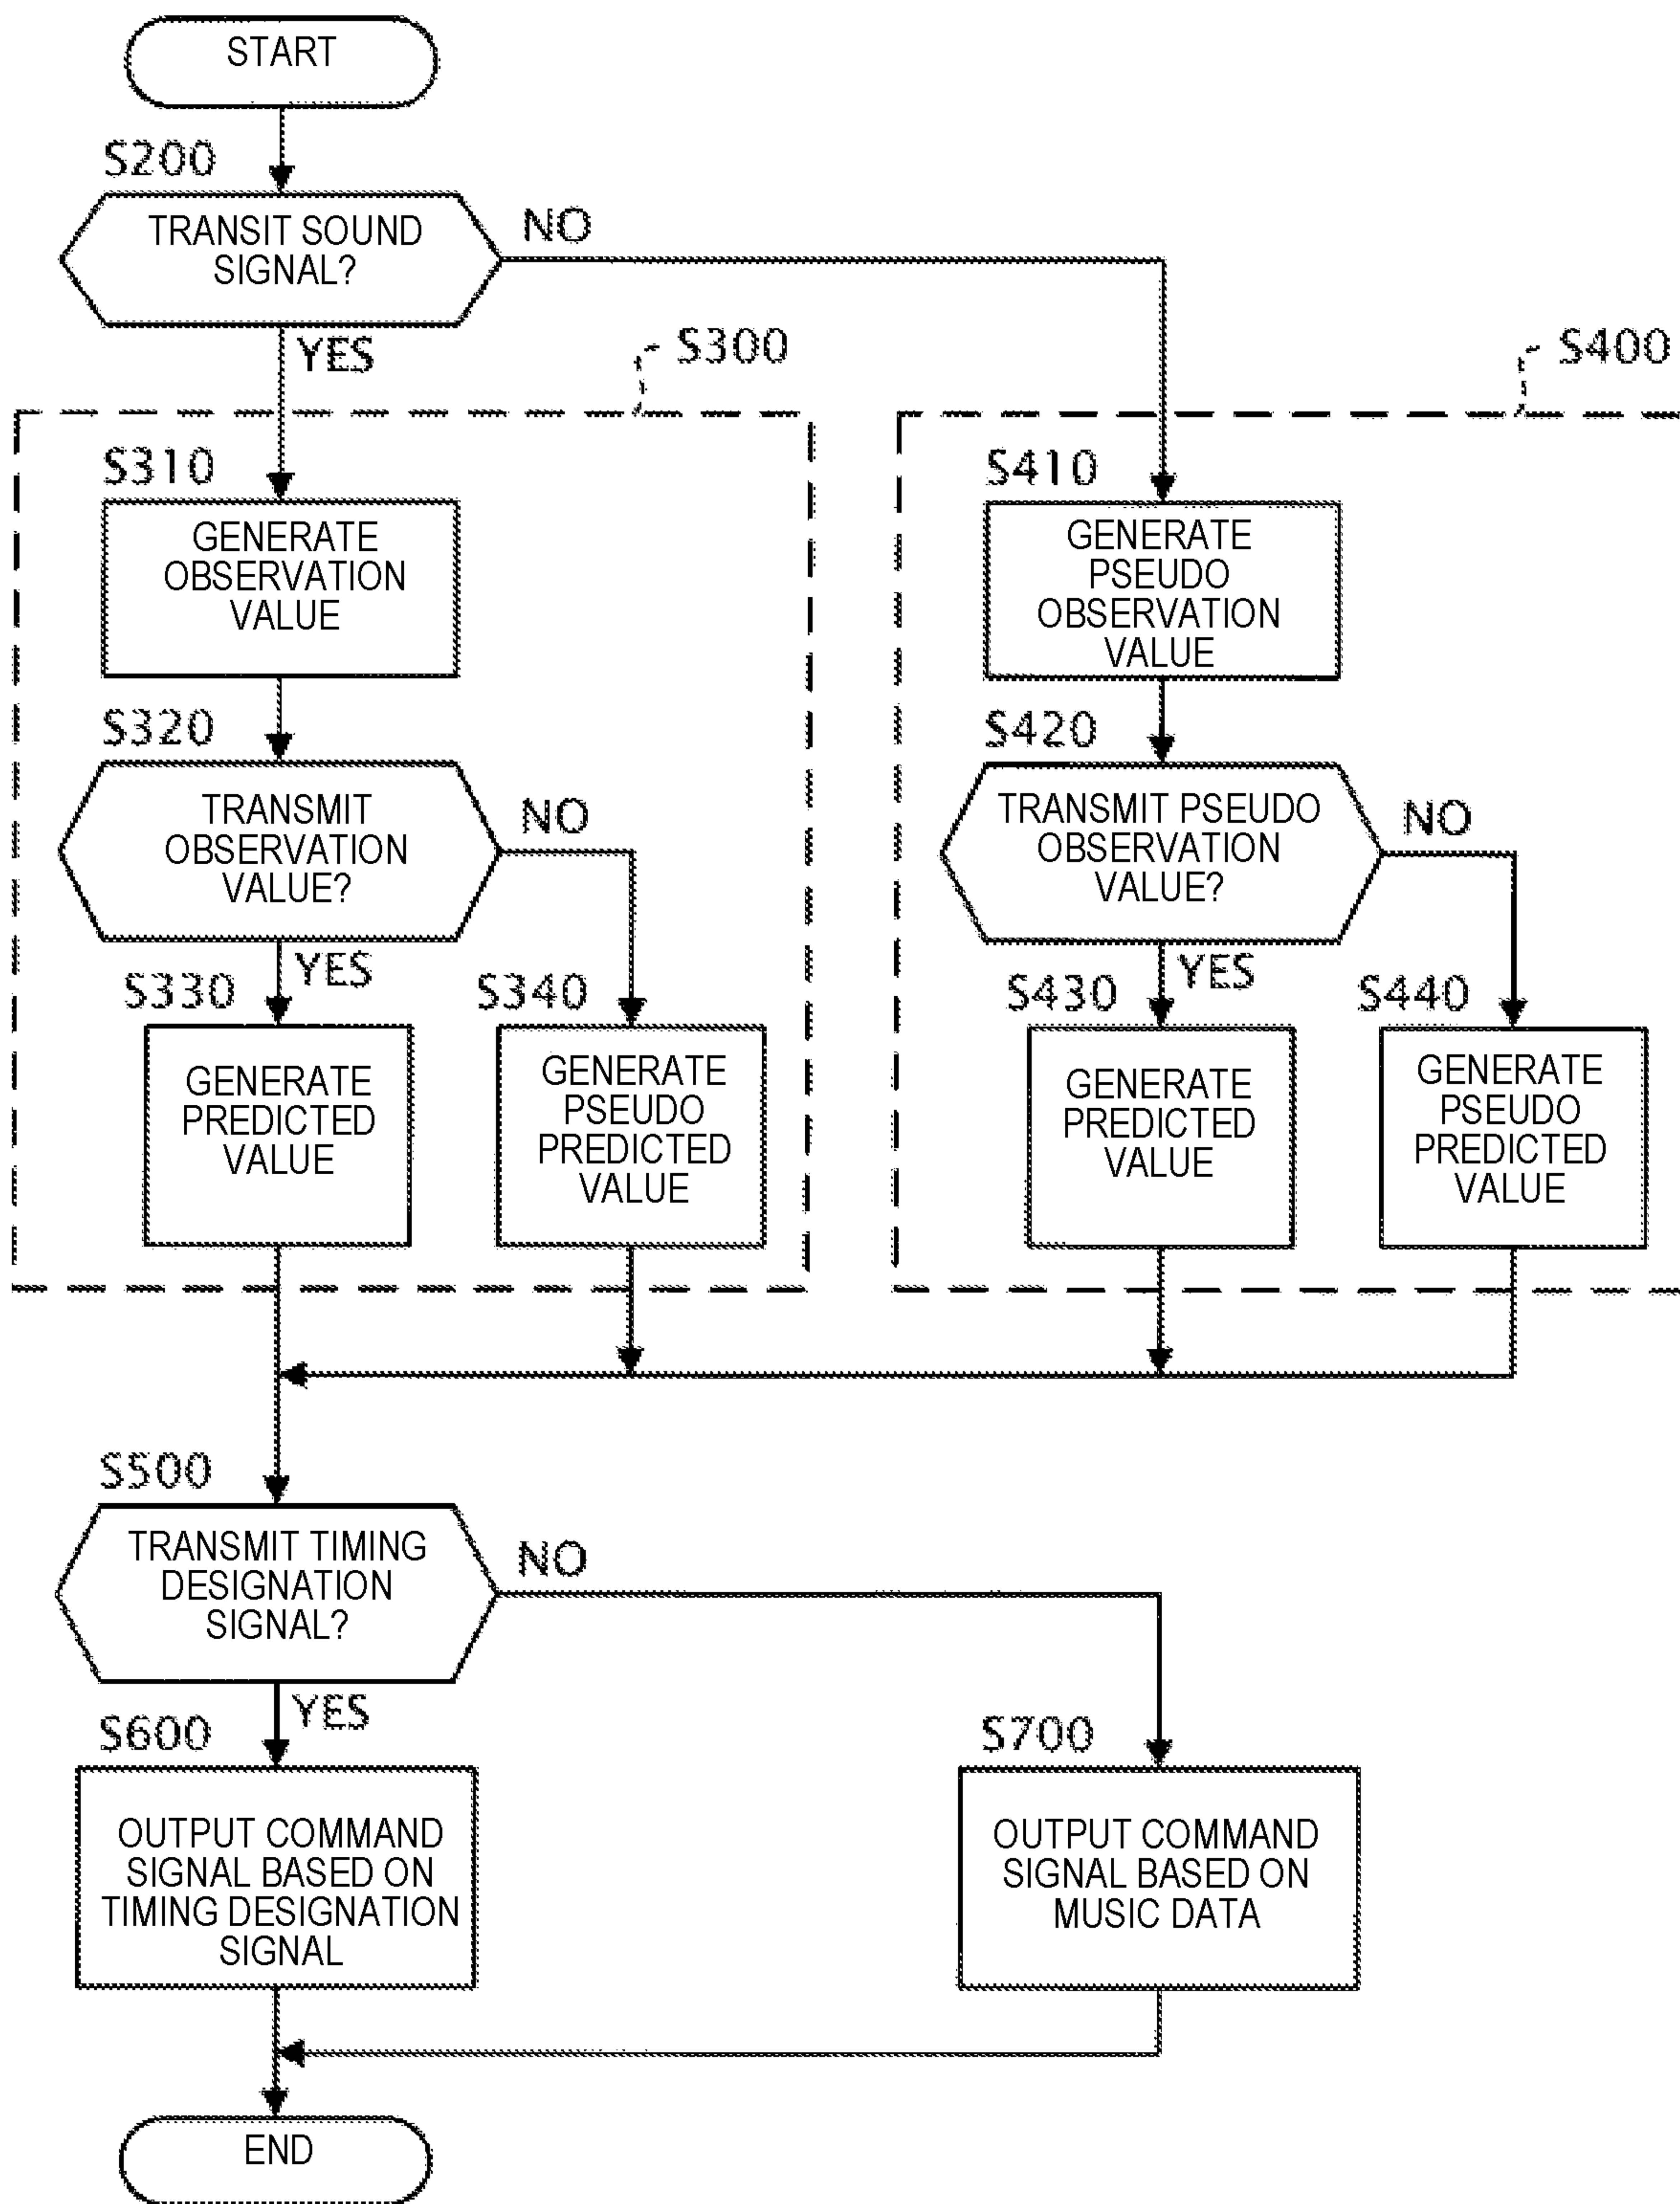 START
S200
TRANSIT SOUND
SIGNAL?
NO
YES
S300
S310
GENERATE
OBSERVATION
VALUE
S320
TRANSMIT
OBSERVATION
VALUE?
NO
YES
S330
GENERATE
PREDICTED
VALUE
S340
GENERATE
PSEUDO
PREDICTED
VALUE
S400
S410
GENERATE
PSEUDO
OBSERVATION
VALUE
S420
TRANSMIT PSEUDO
OBSERVATION
VALUE?
NO
YES
S430
GENERATE
PREDICTED
VALUE
S440
GENERATE
PSEUDO
PREDICTED
VALUE
S500
TRANSMIT TIMING
DESIGNATION
SIGNAL?
NO
YES
S600
OUTPUT COMMAND
SIGNAL BASED ON
TIMING DESIGNATION
SIGNAL
S700
OUTPUT COMMAND
SIGNAL BASED ON
MUSIC DATA
END